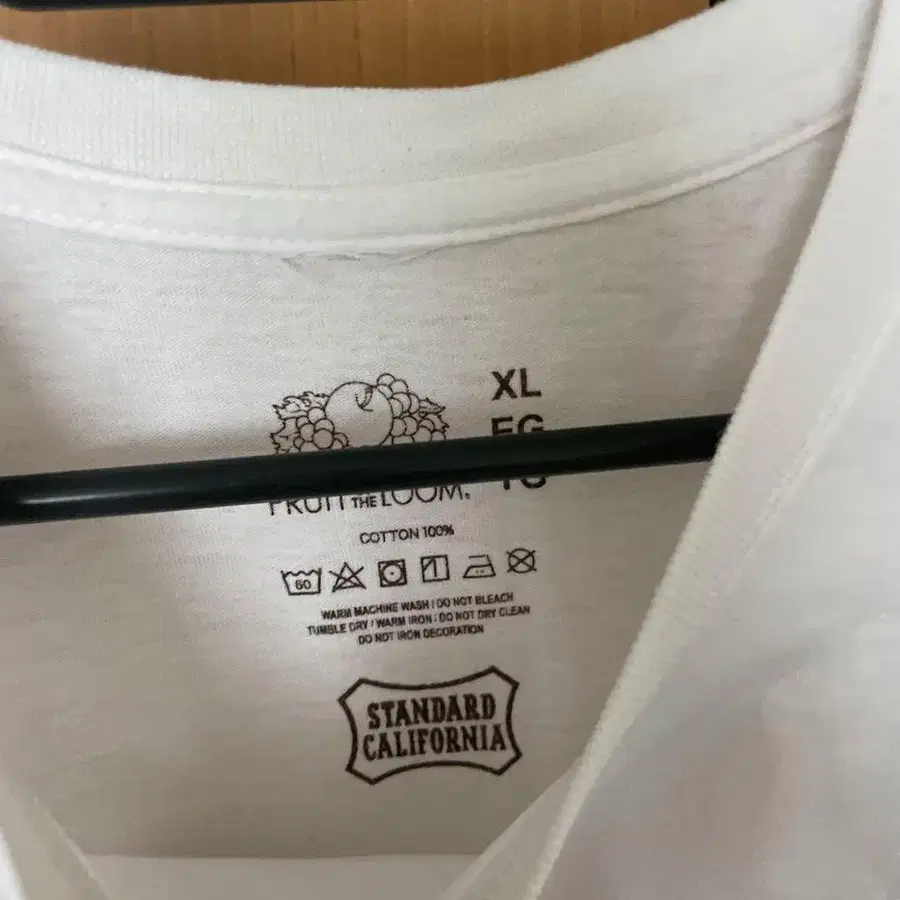 XL
EG
TG
FRUIT THE LOOM.
COTTON 100%
60
WARM MACHINE WASH / DO NOT BLEACH
TUMBLE DRY / WARM IRON / DO NOT DRY CLEAN
DO NOT IRON DECORATION
STANDARD
CALIFORNIA